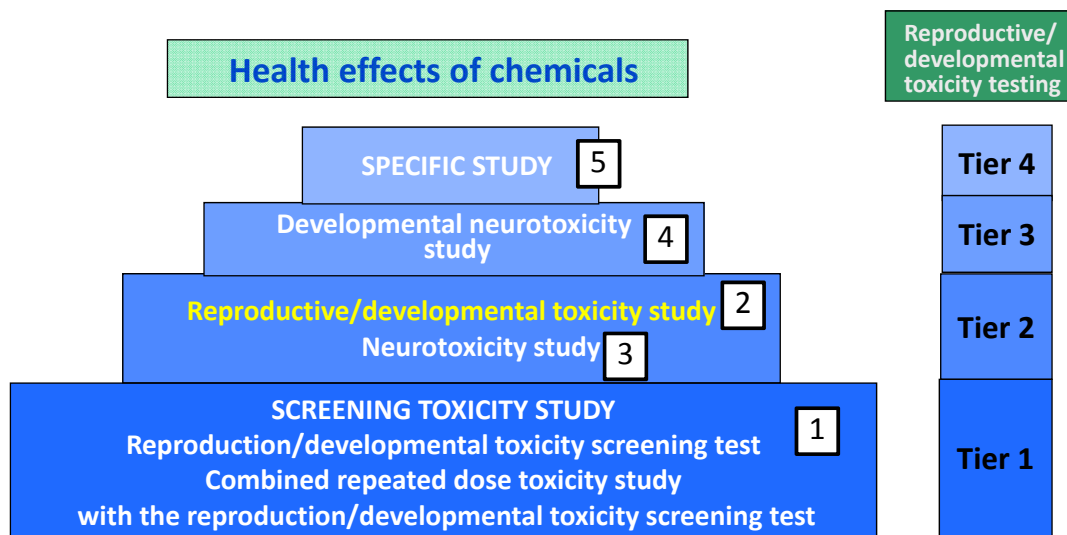 Health effects of chemicals
Reproductive/
developmental
toxicity testing
SPECIFIC STUDY
5
Tier 4
Developmental neurotoxicity
study
4
Tier 3
Reproductive/developmental toxicity study
2
Neurotoxicity study
3
Tier 2
SCREENING TOXICITY STUDY
1
Reproduction/developmental toxicity screening test
Combined repeated dose toxicity study
with the reproduction/developmental toxicity screening test
Tier 1